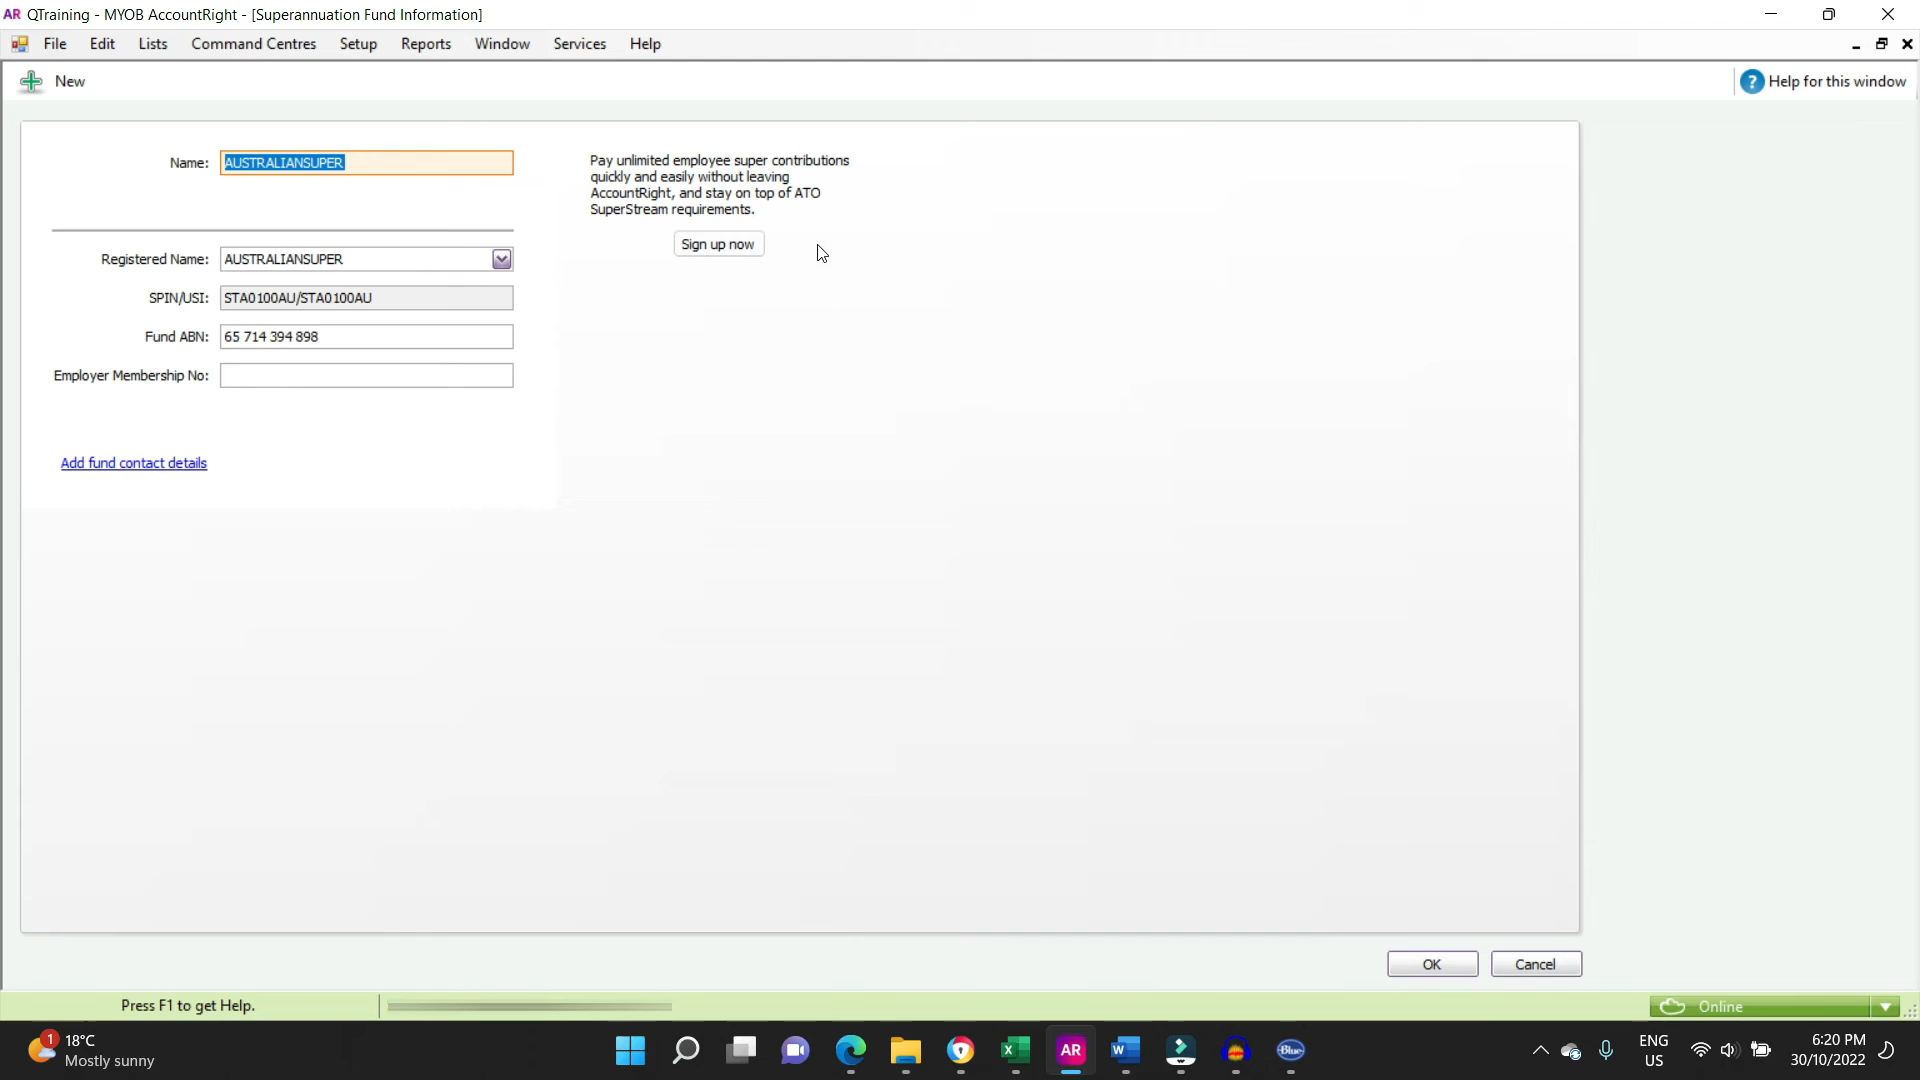 AR QTraining - MYOB AccountRight - [Superannuation Fund Information]
File Edit Lists Command Centres Setup Reports Window Services Help
New
? Help for this window
Name: AUSTRALIANSUPER
Pay unlimited employee super contributions
quickly and easily without leaving
AccountRight, and stay on top of ATO
SuperStream requirements.
Sign up now
Registered Name: AUSTRALIANSUPER
SPIN/USI: STA0100AU/STA0100AU
Fund ABN: 65 714 394 898
Employer Membership No:
Add fund contact details
OK Cancel
Press F1 to get Help.
Online
1 18°C
Mostly sunny
X AR W Blue
ENG
US
6:20 PM
30/10/2022